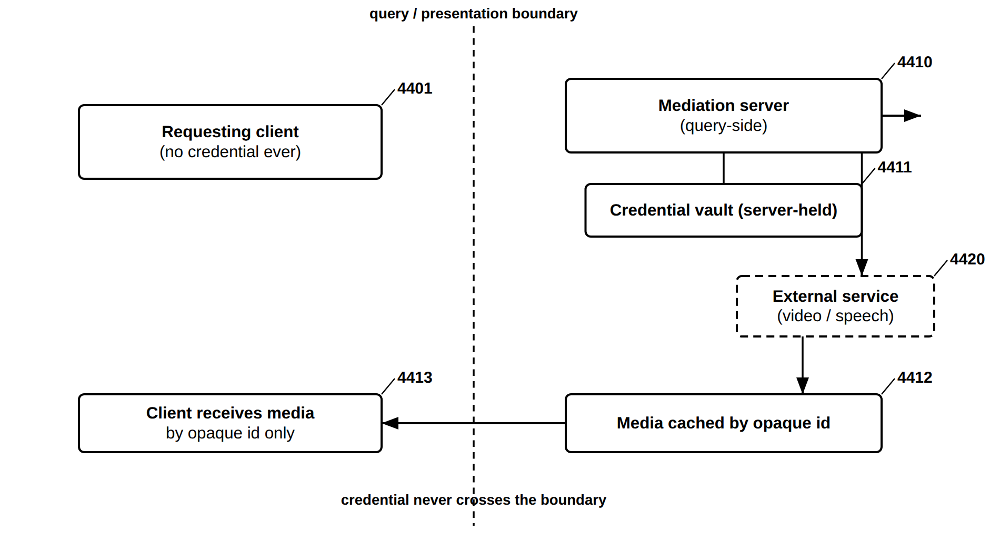 query / presentation boundary
4410
4401
Mediation server
(query-side)
Requesting client
(no credential ever)
4411
Credential vault (server-held)
4420
External service
(video / speech)
4413
4412
Client receives media
by opaque id only
Media cached by opaque id
credential never crosses the boundary